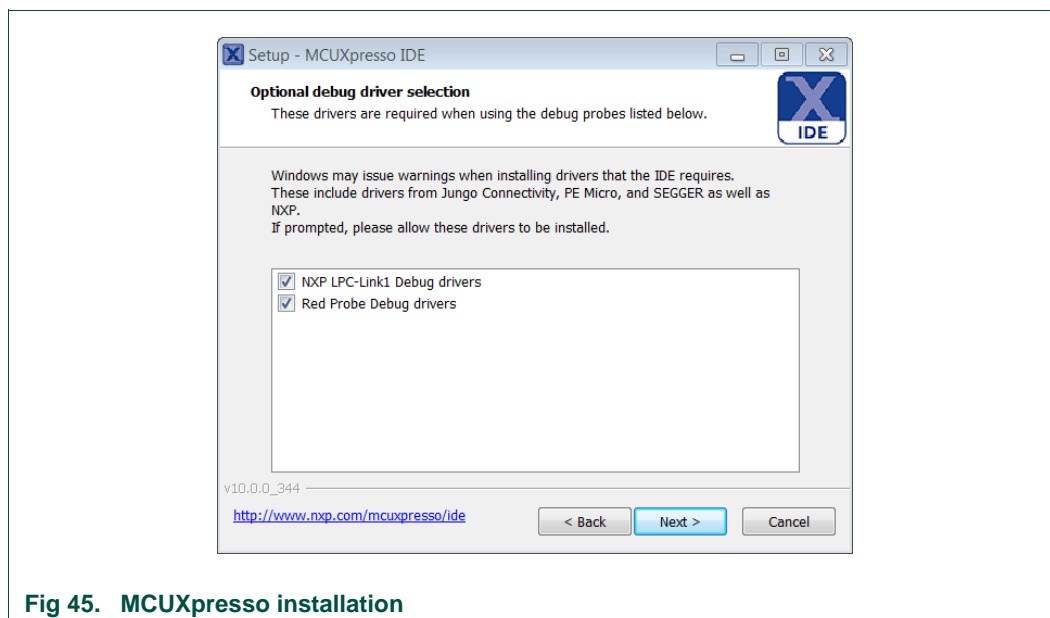 Setup - MCUXpresso IDE
Optional debug driver selection
These drivers are required when using the debug probes listed below.
IDE
Windows may issue warnings when installing drivers that the IDE requires.
These include drivers from Jungo Connectivity, PE Micro, and SEGGER as well as
NXP.
If prompted, please allow these drivers to be installed.
NXP LPC-Link1 Debug drivers
Red Probe Debug drivers
v10.0.0_344
http://www.nxp.com/mcuxpresso/ide
< Back
Next >
Cancel
Fig 45. MCUXpresso installation